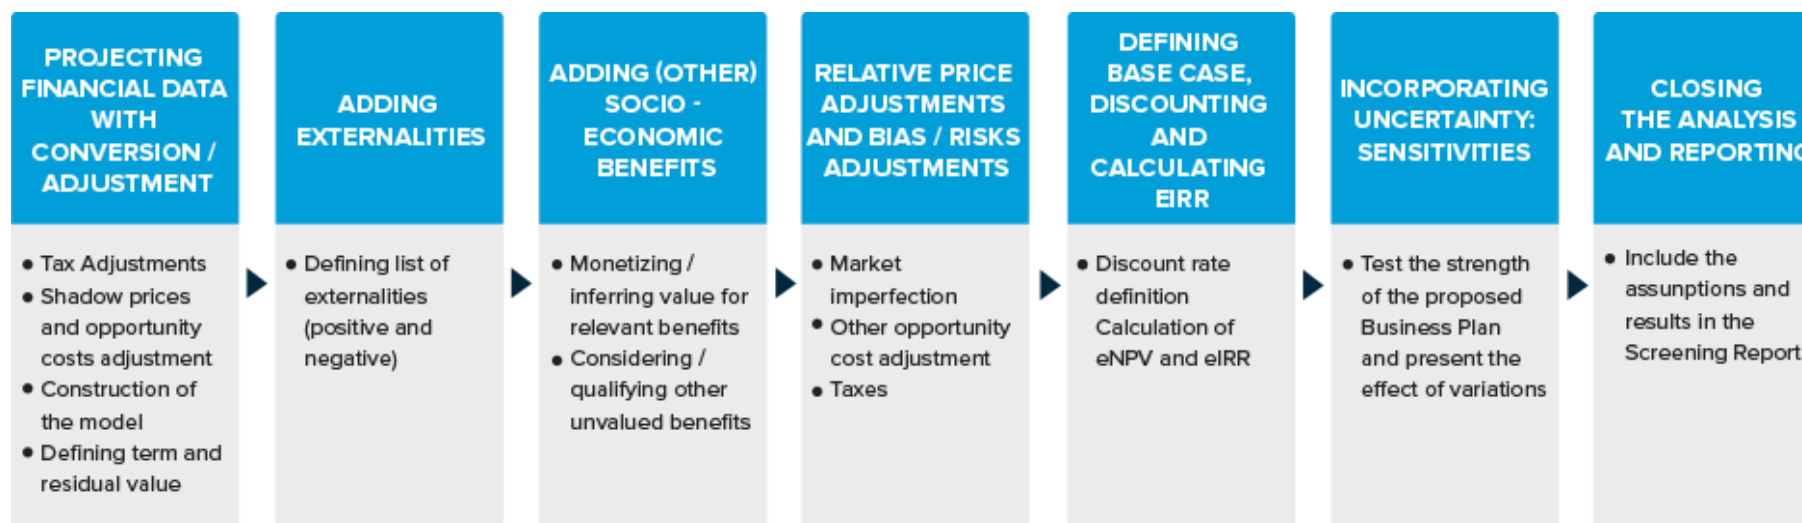 PROJECTING
FINANCIAL DATA
WITH
CONVERSION /
ADJUSTMENT
• Tax Adjustments
• Shadow prices
and opportunity
costs adjustment
• Construction of
the model
• Defining term and
residual value
ADDING
EXTERNALITIES
• Defining list of
externalities
(positive and
negative)
ADDING (OTHER)
SOCIO -
ECONOMIC
BENEFITS
• Monetizing /
inferring value for
relevant benefits
• Considering /
qualifying other
unvalued benefits
RELATIVE PRICE
ADJUSTMENTS
AND BIAS / RISKS
ADJUSTMENTS
• Market
imperfection
• Other opportunity
cost adjustment
• Taxes
DEFINING
BASE CASE,
DISCOUNTING
AND
CALCULATING
EIRR
• Discount rate
definition
Calculation of
eNPV and eIRR
INCORPORATING
UNCERTAINTY:
SENSITIVITIES
• Test the strength
of the proposed
Business Plan
and present the
effect of variations
CLOSING
THE ANALYSIS
AND REPORTING
• Include the
assumptions and
results in the
Screening Report